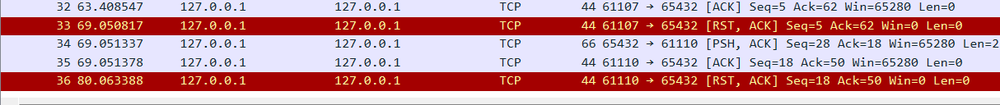 32 63.408547 127.0.0.1 127.0.0.1 TCP 44 61107 → 65432 [ACK] Seq=5 Ack=62 Win=65280 Len=0
33 69.050817 127.0.0.1 127.0.0.1 TCP 44 61107 → 65432 [RST, ACK] Seq=5 Ack=62 Win=0 Len=0
34 69.051337 127.0.0.1 127.0.0.1 TCP 66 65432 → 61110 [PSH, ACK] Seq=28 Ack=18 Win=65280 Len=2
35 69.051378 127.0.0.1 127.0.0.1 TCP 44 61110 → 65432 [ACK] Seq=18 Ack=50 Win=65280 Len=0
36 80.063388 127.0.0.1 127.0.0.1 TCP 44 61110 → 65432 [RST, ACK] Seq=18 Ack=50 Win=0 Len=0